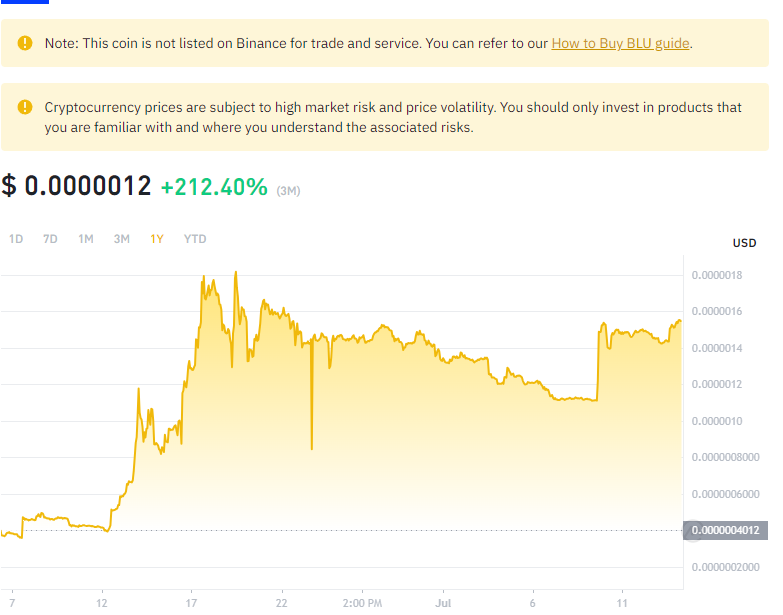 Note: This coin is not listed on Binance for trade and service. You can refer to our How to Buy BLU guide.
Cryptocurrency prices are subject to high market risk and price volatility. You should only invest in products that
you are familiar with and where you understand the associated risks.
$ 0.0000012 +212.40% (3M)
1D 7D 1M 3M 1Y YTD
USD
0.0000018
0.0000016
0.0000014
0.0000012
0.0000010
0.0000008000
0.0000006000
0.0000004012
0.0000002000
7 12 17 22 2:00 PM Jul 6 11